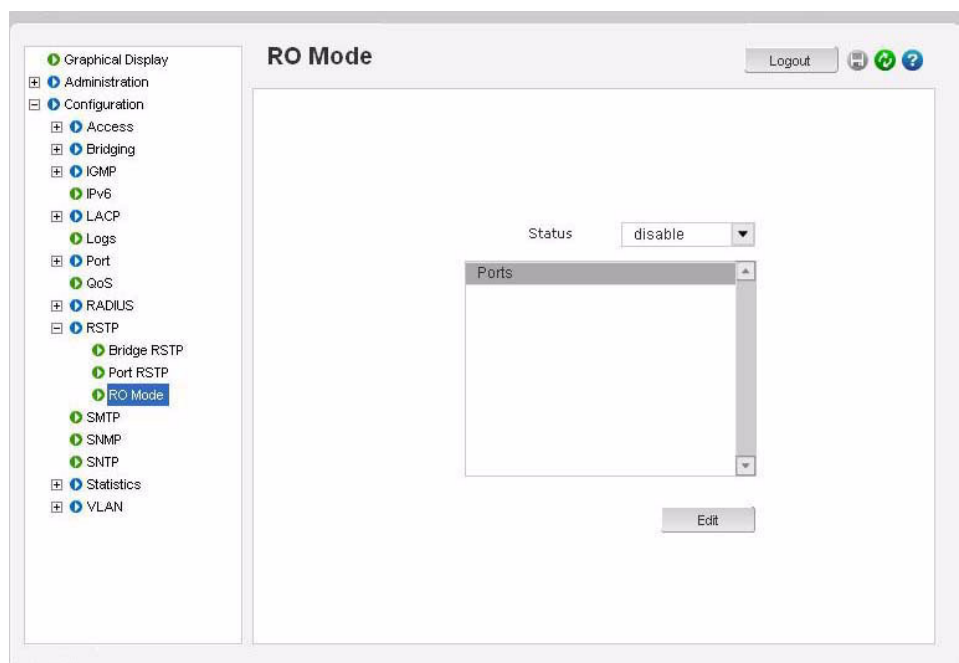 RO Mode
Logout
Graphical Display
Administration
Configuration
Access
Bridging
IGMP
IPv6
LACP
Logs
Port
QoS
RADIUS
RSTP
Bridge RSTP
Port RSTP
RO Mode
SMTP
SNMP
SNTP
Statistics
VLAN
Status disable
Ports
Edit